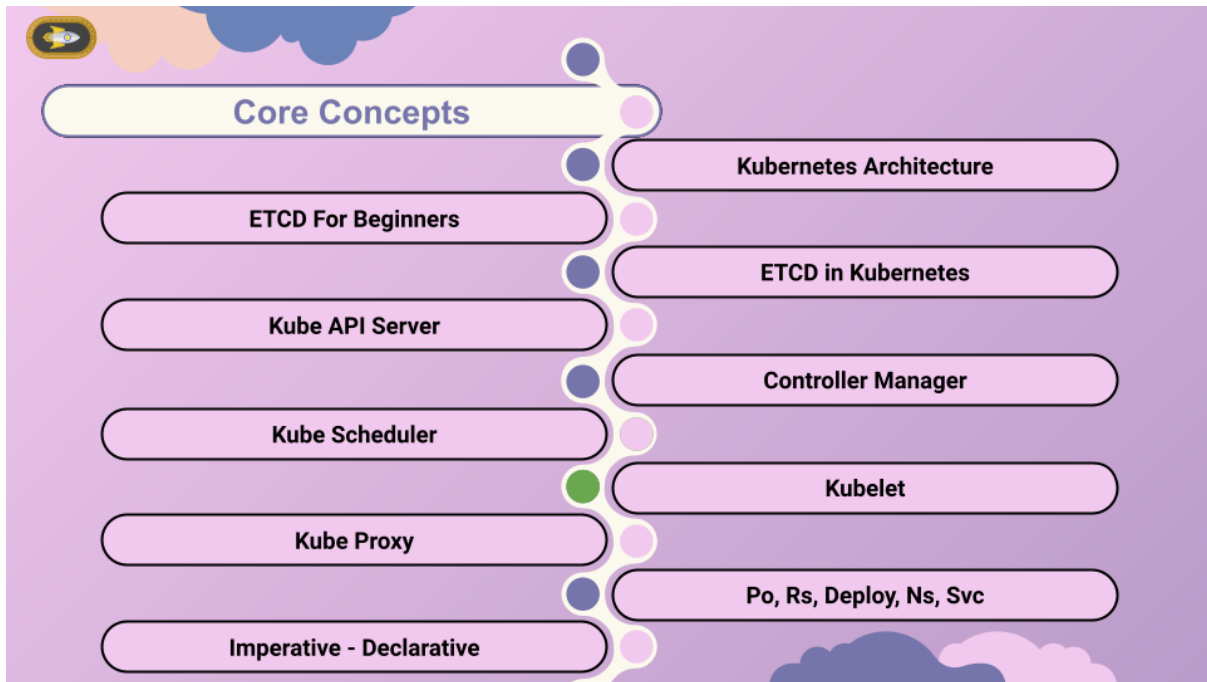 Core Concepts
Kubernetes Architecture
ETCD For Beginners
ETCD in Kubernetes
Kube API Server
Controller Manager
Kube Scheduler
Kubelet
Kube Proxy
Po, Rs, Deploy, Ns, Svc
Imperative - Declarative